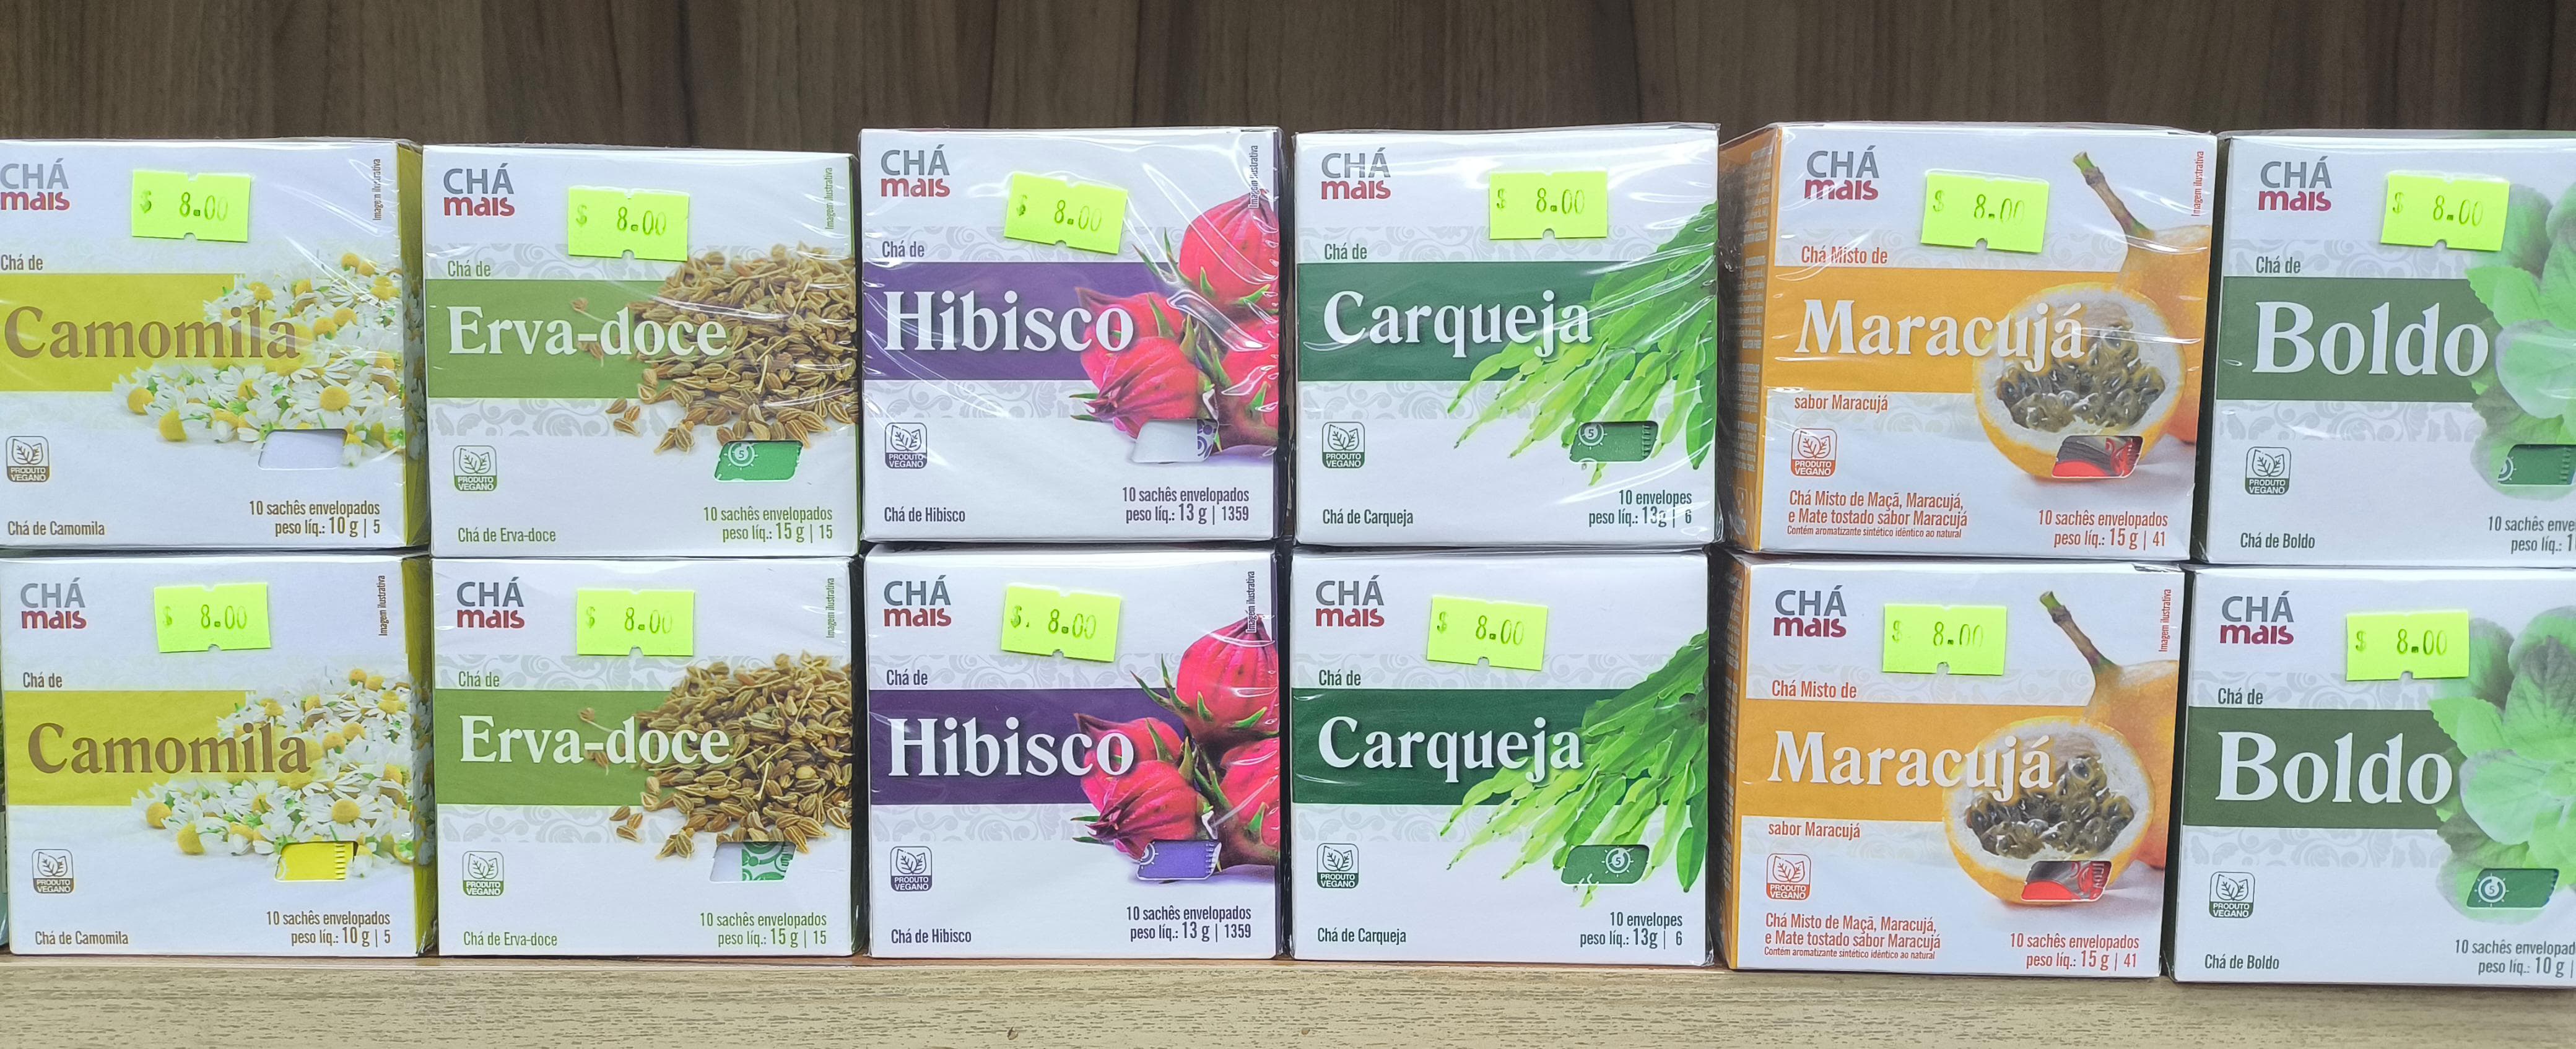 CHÁ
mais
$ 8.00
Imagem ilustrativa
Chá de
Camomila
PRODUTO
VEGANO
10 sachês envelopados
peso líq.: 10 g | 5
Chá de Camomila
CHÁ
mais
$ 8.00
Imagem ilustrativa
Chá de
Erva-doce
PRODUTO
VEGANO
5
10 sachês envelopados
peso líq.: 15 g | 15
Chá de Erva-doce
CHÁ
mais
$ 8.00
Imagem ilustrativa
Chá de
Hibisco
PRODUTO
VEGANO
10 sachês envelopados
peso líq.: 13 g | 1359
Chá de Hibisco
CHÁ
mais
$ 8.00
Chá de
Carqueja
PRODUTO
VEGANO
5
10 envelopes
peso líq.: 13g | 6
Chá de Carqueja
CHÁ
mais
$ 8.00
Imagem ilustrativa
Chá Misto de
Maracujá
sabor Maracujá
PRODUTO
VEGANO
Chá Misto de Maçã, Maracujá,
e Mate tostado sabor Maracujá
Contém aromatizante sintético idêntico ao natural
10 sachês envelopados
peso líq.: 15 g | 41
CHÁ
mais
$ 8.00
Chá de
Boldo
PRODUTO
VEGANO
5
10 sachês enve
peso líq.: 1
Chá de Boldo
CHÁ
mais
$ 8.00
Imagem ilustrativa
Chá de
Camomila
PRODUTO
VEGANO
10 sachês envelopados
peso líq.: 10 g | 5
Chá de Camomila
CHÁ
mais
$ 8.00
Imagem ilustrativa
Chá de
Erva-doce
PRODUTO
VEGANO
10 sachês envelopados
peso líq.: 15 g | 15
Chá de Erva-doce
CHÁ
mais
$. 8.00
Imagem ilustrativa
Chá de
Hibisco
PRODUTO
VEGANO
10 sachês envelopados
peso líq.: 13 g | 1359
Chá de Hibisco
CHÁ
mais
$ 8.00
Chá de
Carqueja
PRODUTO
VEGANO
5
10 envelopes
peso líq.: 13g | 6
Chá de Carqueja
CHÁ
mais
$ 8.00
Imagem ilustrativa
Chá Misto de
Maracujá
sabor Maracujá
PRODUTO
VEGANO
Chá Misto de Maçã, Maracujá,
e Mate tostado sabor Maracujá
Contém aromatizante sintético idêntico ao natural
10 sachês envelopados
peso líq.: 15 g | 41
CHÁ
mais
$ 8.00
Chá de
Boldo
PRODUTO
VEGANO
10 sachês envelopad
peso líq.: 10 g |
Chá de Boldo